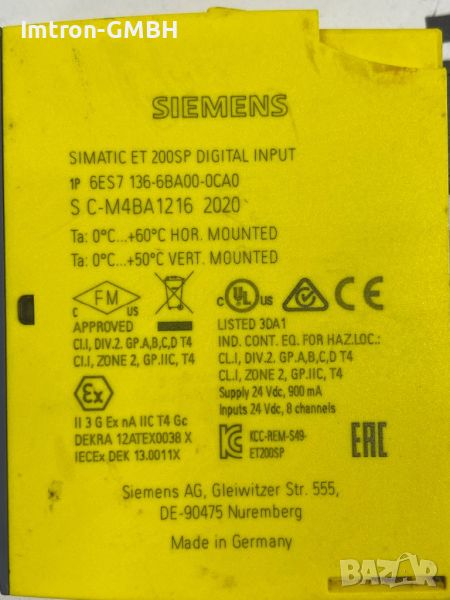 Imtron-GMBH
SIEMENS
SIMATIC ET 200SP DIGITAL INPUT
1P 6ES7 136-6BA00-0CA0
S C-M4BA1216 2020
Ta: 0°C...+60°C HOR. MOUNTED
Ta: 0°C...+50°C VERT. MOUNTED
C FM US
APPROVED
CI.I, DIV.2. GP.A,B,C,D T4
CI.I, ZONE 2, GP.IIC, T4
c UL us
CE
LISTED 3DA1
IND. CONT. EQ. FOR HAZ.LOC.:
CL.I, DIV.2, GP.A,B,C,D T4
CL.I, ZONE 2, GP.IIC T4
Supply 24 Vdc, 900 mA
Inputs 24 Vdc, 8 channels
Ex
II 3 G Ex nA IIC T4 Gc
DEKRA 12ATEX0038 X
IECEx DEK 13.0011X
KCC-REM-S49-
ET200SP
EAC
Siemens AG, Gleiwitzer Str. 555,
DE-90475 Nuremberg
Made in Germany
BAZAR